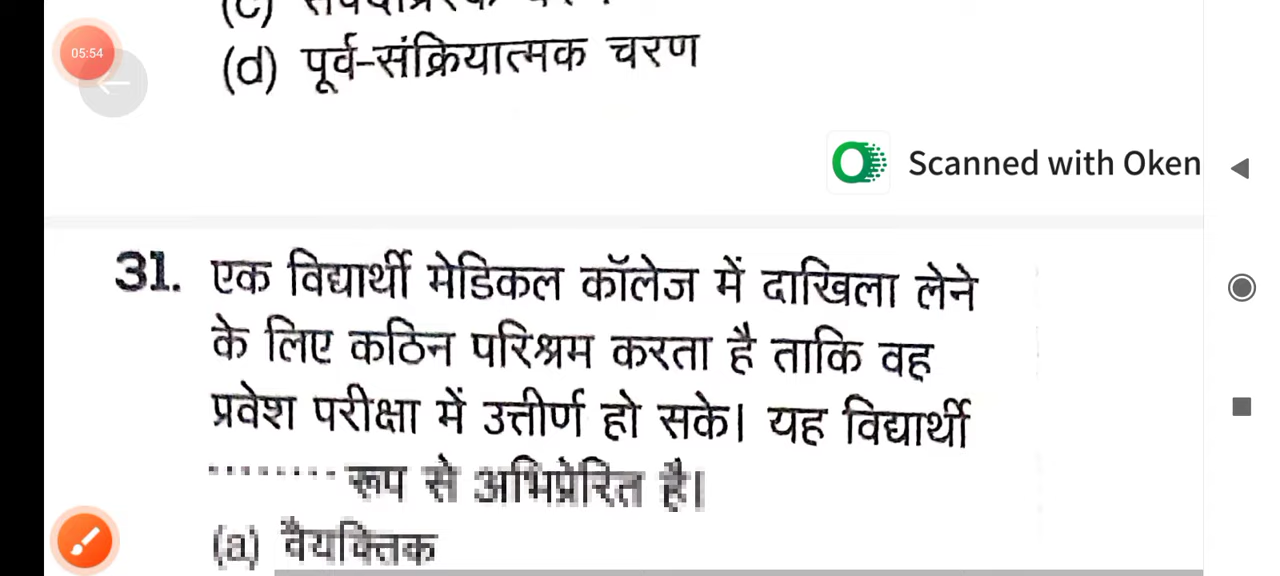 05:54
(d) पूर्व-संक्रियात्मक चरण
Scanned with Oken
31. एक विद्यार्थी मेडिकल कॉलेज में दाखिला लेने
के लिए कठिन परिश्रम करता है ताकि वह
प्रवेश परीक्षा में उत्तीर्ण हो सके। यह विद्यार्थी
········ रूप से अभिप्रेरित है।
(a) वैयक्तिक